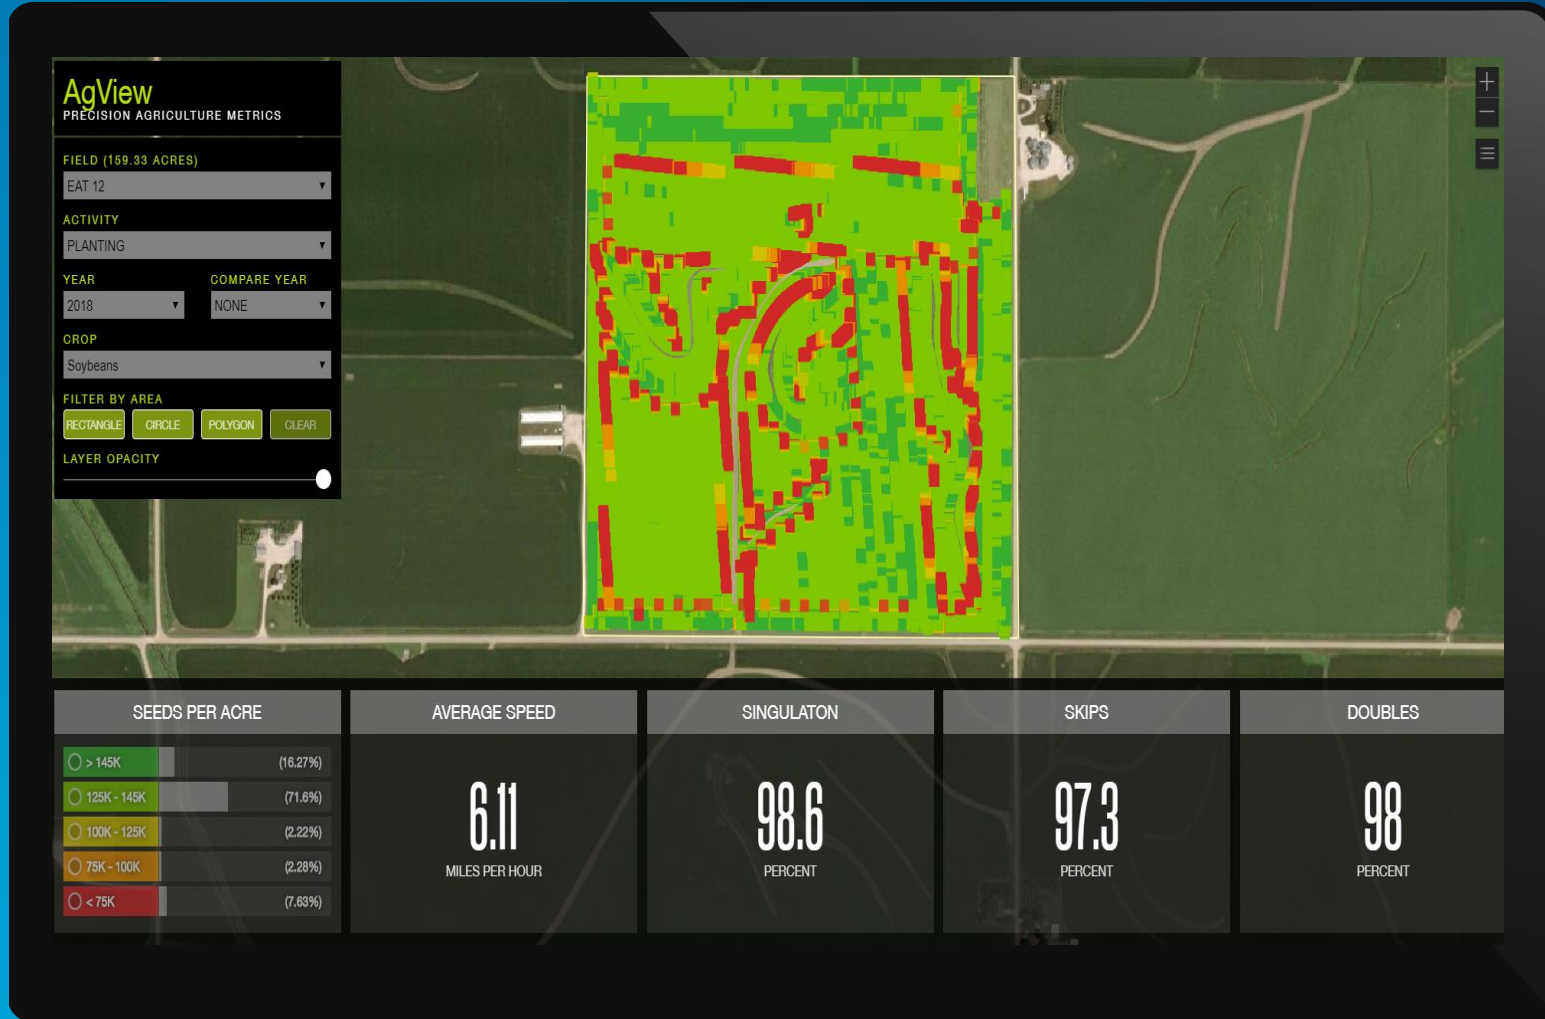 AgView
PRECISION AGRICULTURE METRICS
FIELD (159.33 ACRES)
EAT 12
ACTIVITY
PLANTING
YEAR COMPARE YEAR
2018 NONE
CROP
Soybeans
FILTER BY AREA
RECTANGLE CIRCLE POLYGON CLEAR
LAYER OPACITY
SEEDS PER ACRE
> 145K (16.27%)
125K - 145K (71.6%)
100K - 125K (2.22%)
75K - 100K (2.28%)
< 75K (7.63%)
AVERAGE SPEED
6.11
MILES PER HOUR
SINGULATON
98.6
PERCENT
SKIPS
97.3
PERCENT
DOUBLES
98
PERCENT